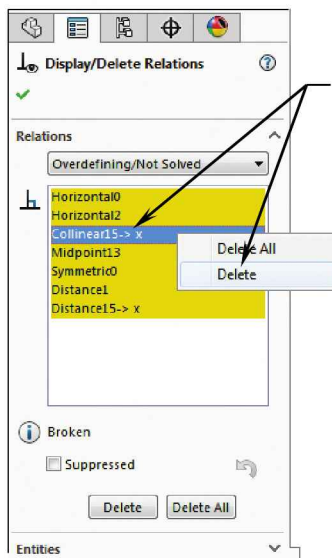 Display/Delete Relations
Relations
Overdefining/Not Solved
Horizontal0
Horizontal2
Collinear15-> x
Midpoint13
Symmetric0
Distance1
Distance15-> x
Delete All
Delete
Broken
Suppressed
Delete Delete All
Entities